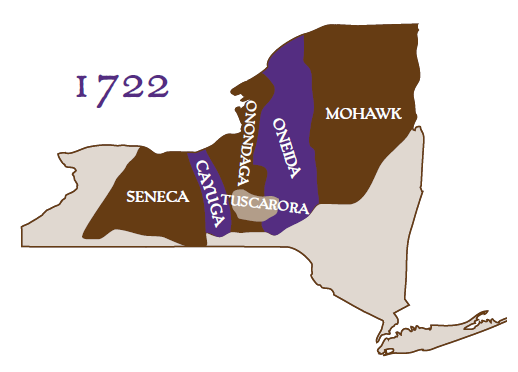 1722
MOHAWK
ONONDAGA
ONEIDA
CAYUGA
SENECA
TUSCARORA